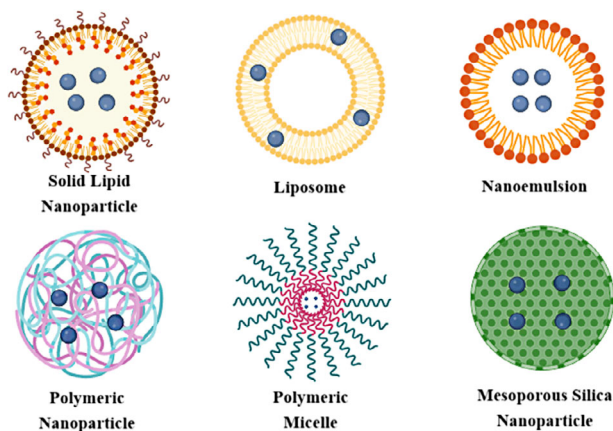 Solid Lipid
Nanoparticle
Liposome
Nanoemulsion
Polymeric
Nanoparticle
Polymeric
Micelle
Mesoporous Silica
Nanoparticle